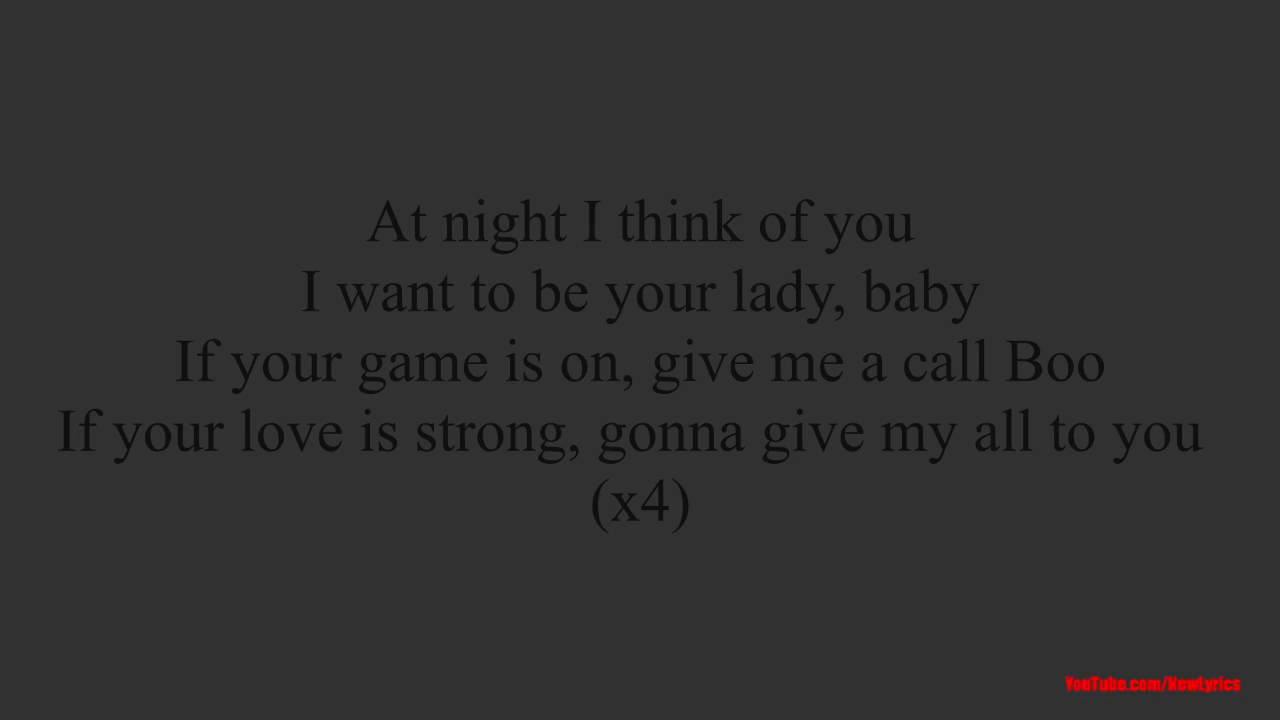 At night I think of you
I want to be your lady, baby
If your game is on, give me a call Boo
If your love is strong, gonna give my all to you
(x4)
YouTube.com/NewLyrics